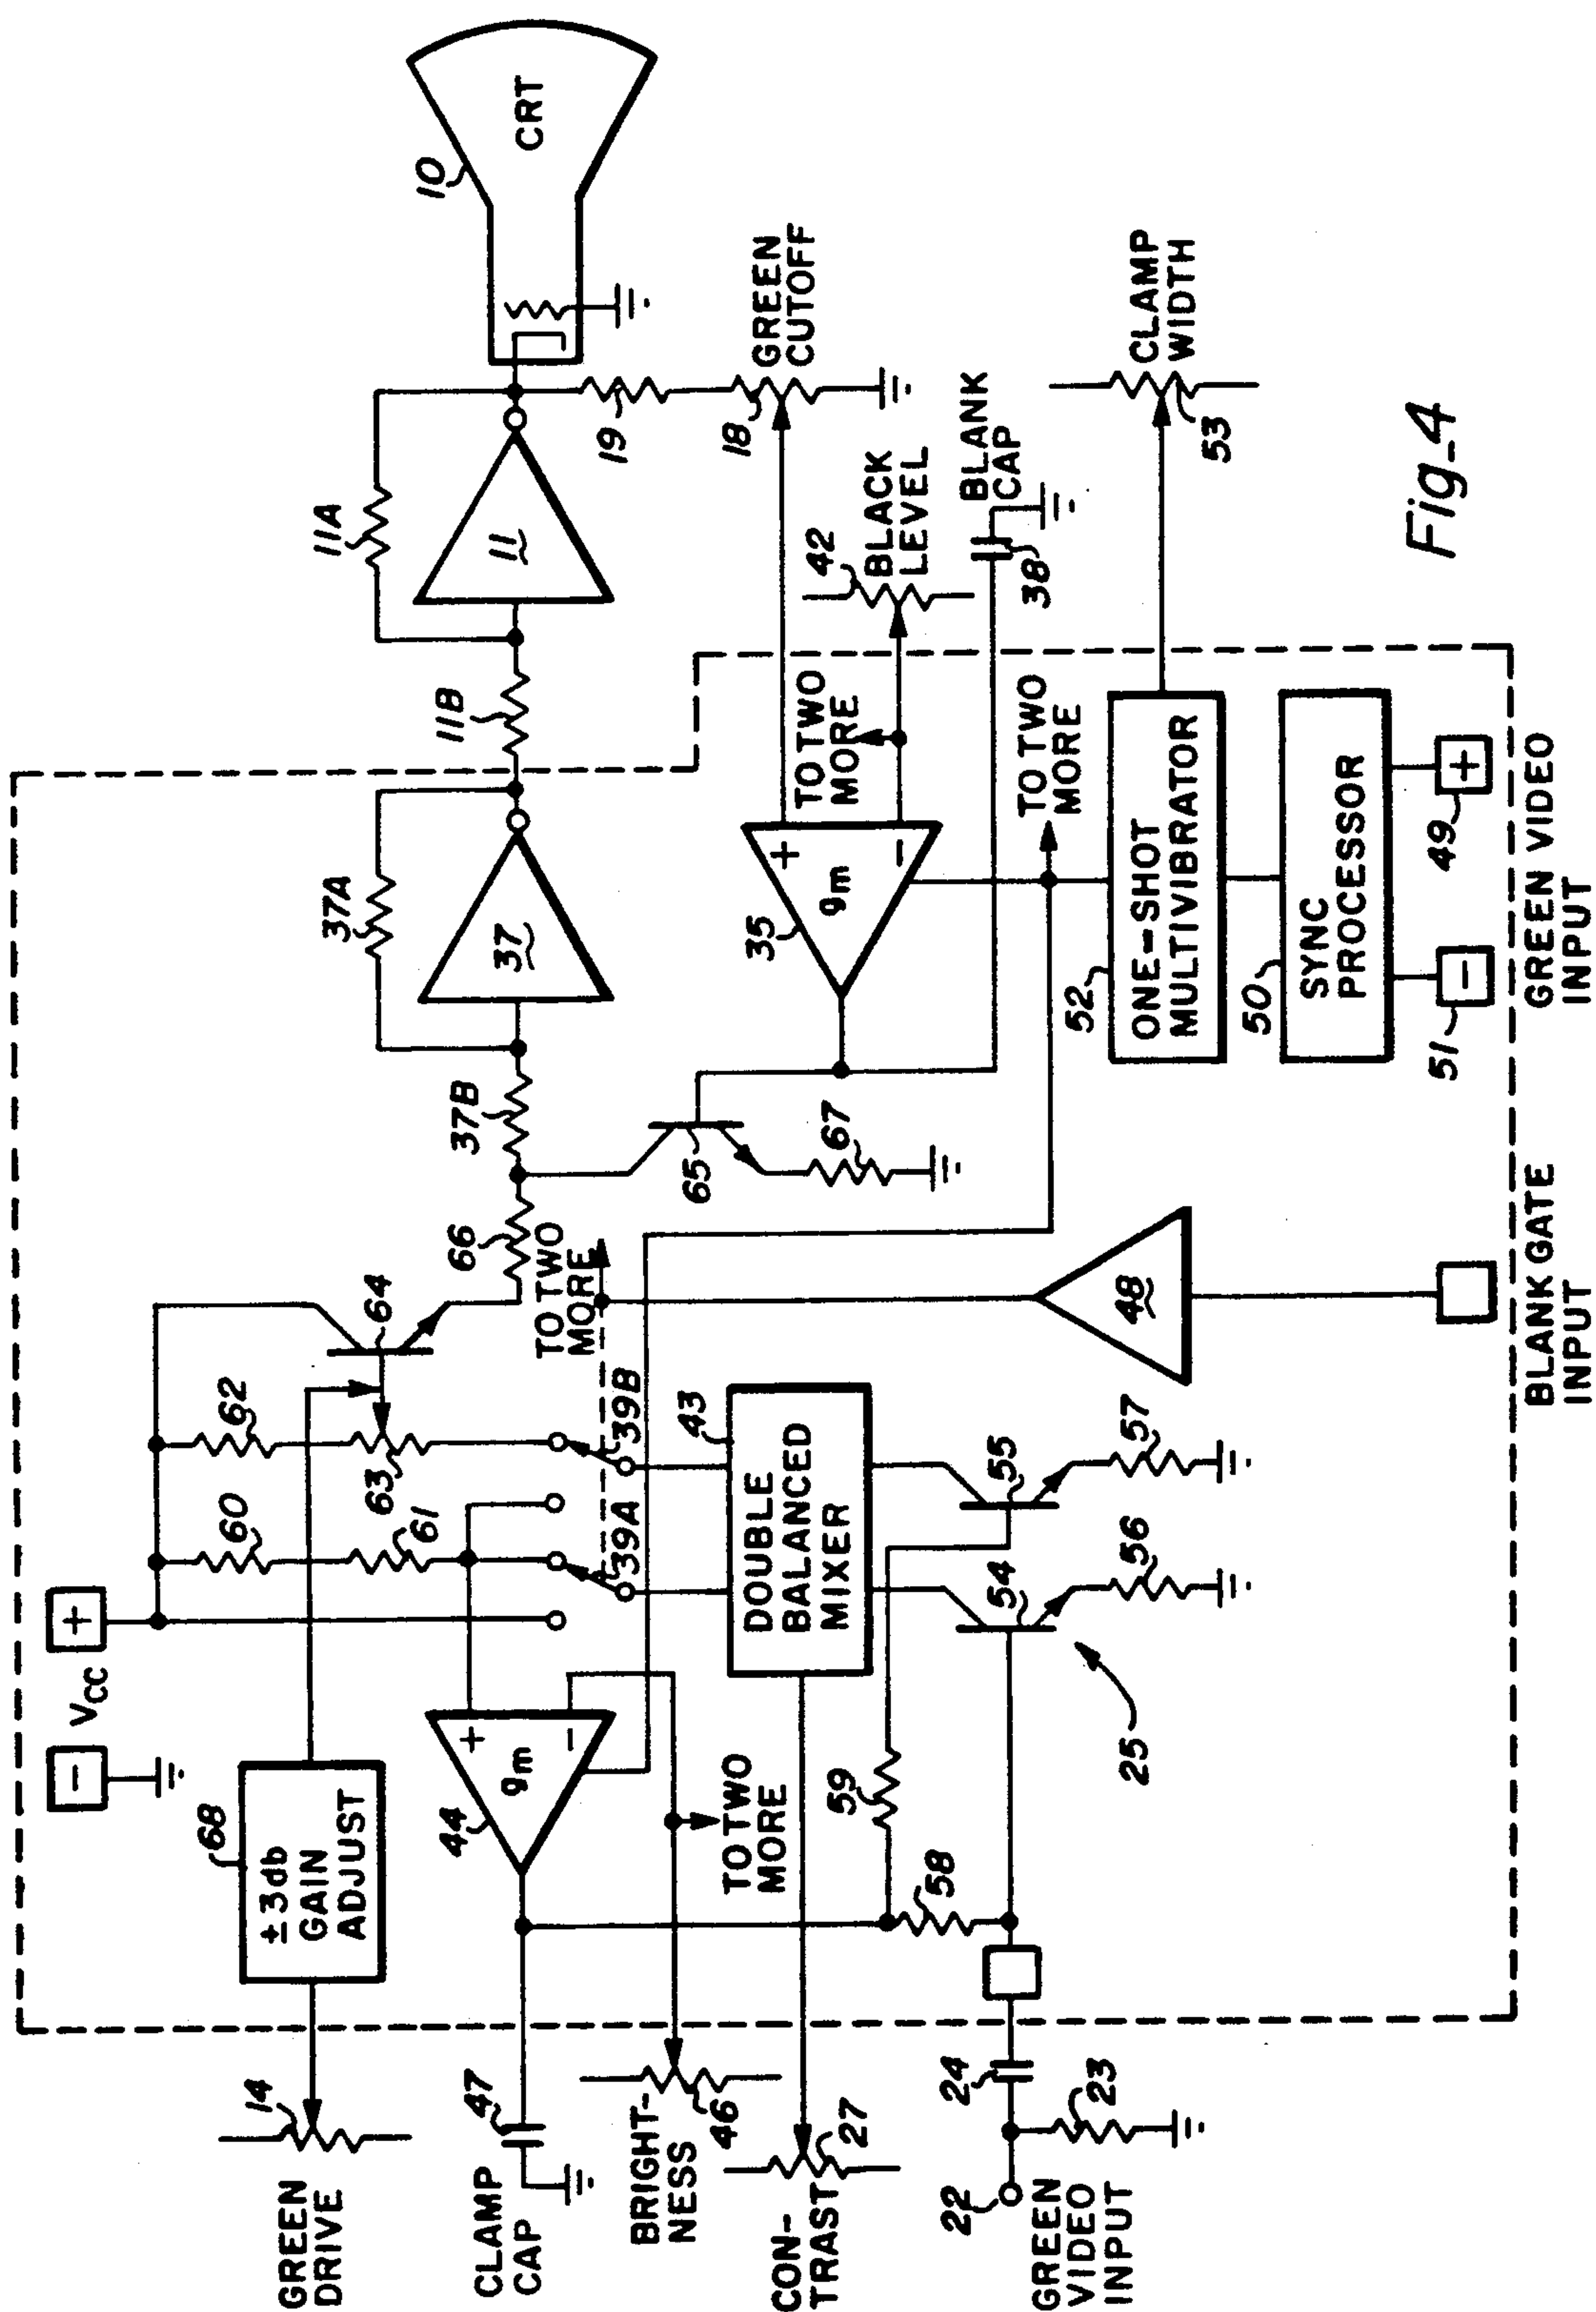 GREEN
DRIVE
14
68
±3db
GAIN
ADJUST
−
VCC
+
60
61
62
63
64
66
37B
37A
37
11B
11A
11
10
CRT
CLAMP
CAP
47
44
+
gm
−
39A
39B
TO TWO
MORE
65
67
35
+
gm
−
TO TWO
MORE
19
18
GREEN
CUTOFF
42
BLACK
LEVEL
BLANK
CAP
38
BRIGHT-
NESS
46
TO TWO
MORE
CON-
TRAST
27
43
DOUBLE
BALANCED
MIXER
48
TO TWO
MORE
52
ONE-SHOT
MULTIVIBRATOR
CLAMP
WIDTH
53
22
GREEN
VIDEO
INPUT
23
24
58
59
25
54
56
55
57
50
SYNC
PROCESSOR
51
−
49
+
BLANK GATE
INPUT
GREEN VIDEO
INPUT
Fig_4